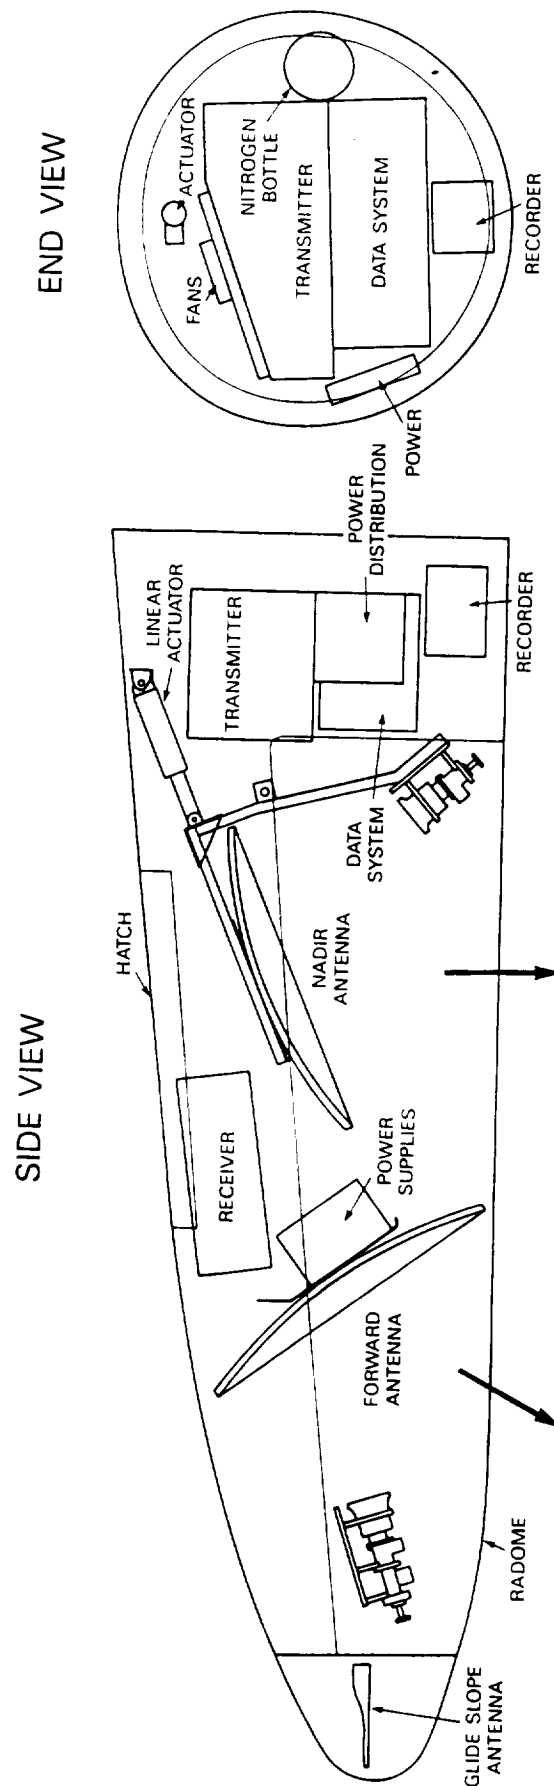 SIDE VIEW
HATCH
LINEAR
ACTUATOR
RECEIVER
TRANSMITTER
NADIR
ANTENNA
POWER
SUPPLIES
FORWARD
ANTENNA
DATA
SYSTEM
POWER
DISTRIBUTION
RECORDER
RADOME
GLIDE SLOPE
ANTENNA
END VIEW
ACTUATOR
FANS
NITROGEN
BOTTLE
TRANSMITTER
DATA SYSTEM
POWER
RECORDER